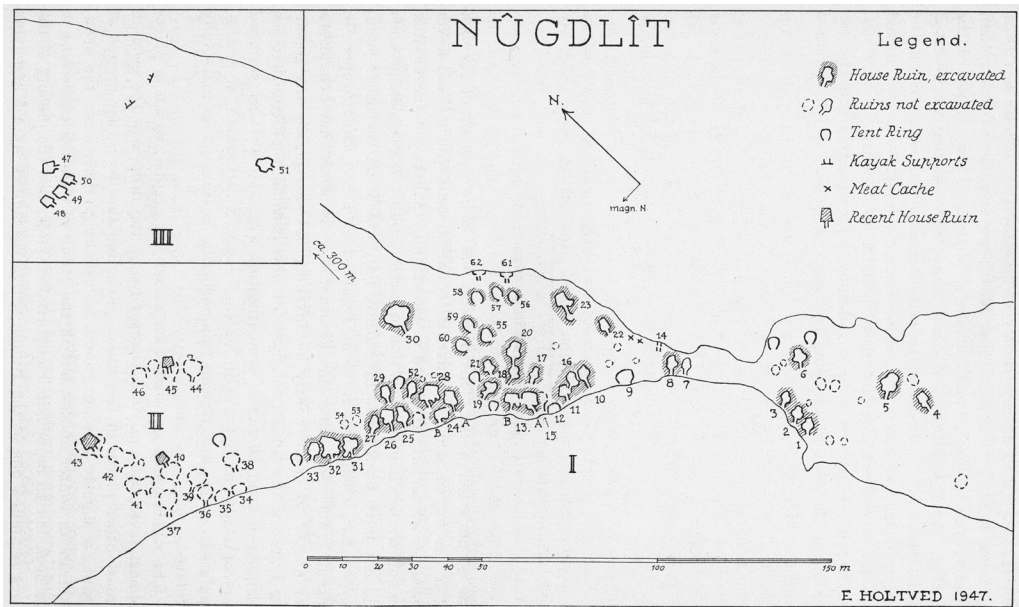 NÛGDLÎT
Legend.
House Ruin, excavated
Ruins not excavated
Tent Ring
Kayak Supports
Meat Cache
Recent House Ruin
N.
magn. N.
47
50
49
48
51
III
ca. 300 m
62 61
58 57 56
59 55
60
30
23
22
14
20
21 18 17 16
19
29 52 28
54 53
27 26 25 B 24. A B 13. A 15 12 11 10 9 8 7
33 32 31
6
5
4
3
2
1
46 45 44
II
43 42 40 38
41 39 36 35 34
37
I
0 10 20 30 40 50 100 150 m
E HOLTVED 1947.